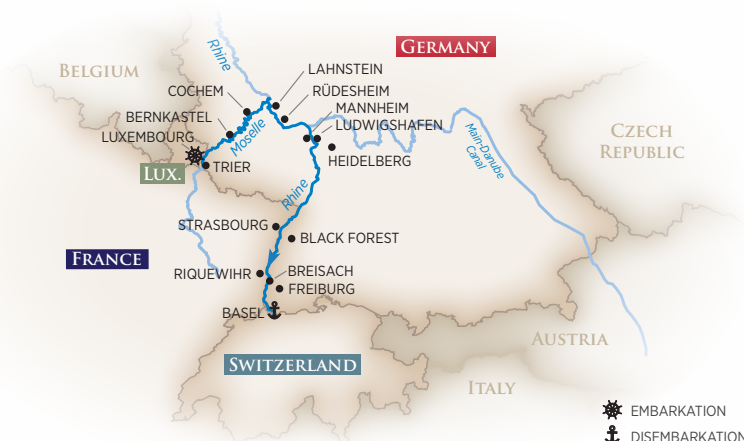 GERMANY
Rhine
BELGIUM
LAHNSTEIN
COCHEM
RÜDESHEIM
MANNHEIM
BERNKASTEL
LUDWIGSHAFEN
LUXEMBOURG
Moselle
HEIDELBERG
Main-Danube
Canal
CZECH
REPUBLIC
LUX.
TRIER
Rhine
STRASBOURG
BLACK FOREST
FRANCE
RIQUEWIHR
BREISACH
FREIBURG
BASEL
AUSTRIA
SWITZERLAND
ITALY
EMBARKATION
DISEMBARKATION